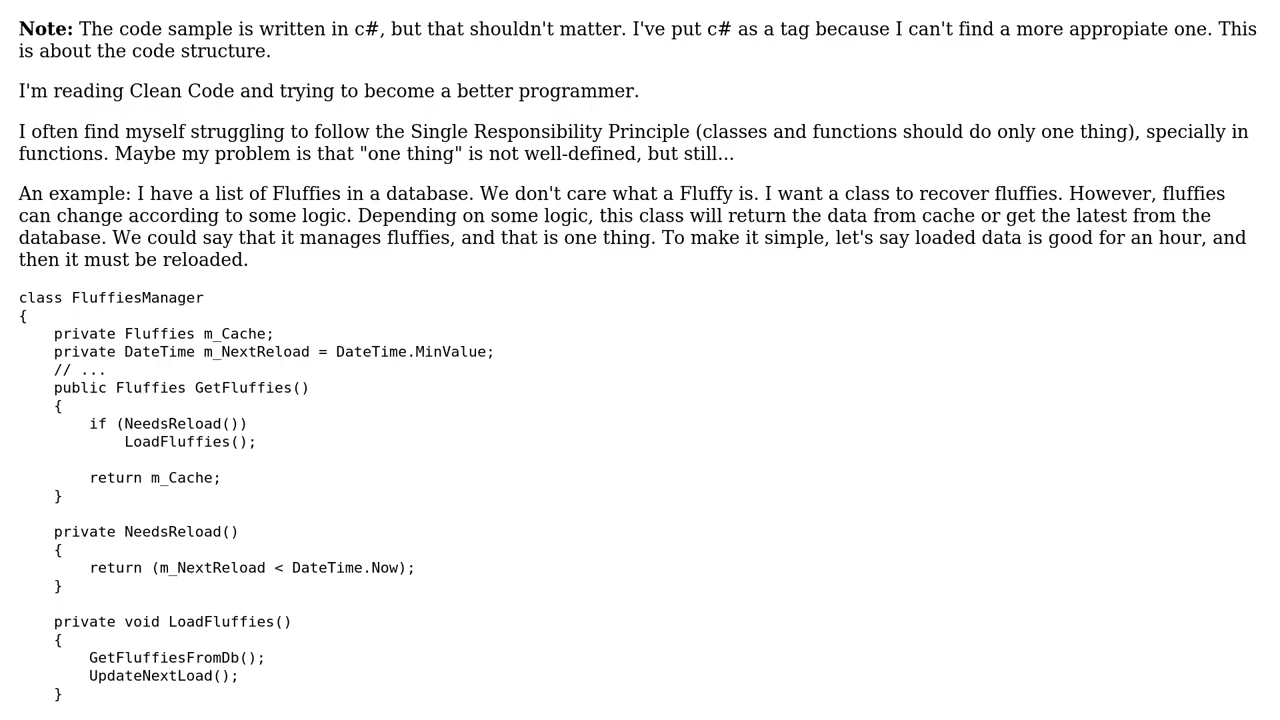 Note: The code sample is written in c#, but that shouldn't matter. I've put c# as a tag because I can't find a more appropiate one. This
is about the code structure.
I'm reading Clean Code and trying to become a better programmer.
I often find myself struggling to follow the Single Responsibility Principle (classes and functions should do only one thing), specially in
functions. Maybe my problem is that "one thing" is not well-defined, but still...
An example: I have a list of Fluffies in a database. We don't care what a Fluffy is. I want a class to recover fluffies. However, fluffies
can change according to some logic. Depending on some logic, this class will return the data from cache or get the latest from the
database. We could say that it manages fluffies, and that is one thing. To make it simple, let's say loaded data is good for an hour, and
then it must be reloaded.
class FluffiesManager
{
    private Fluffies m_Cache;
    private DateTime m_NextReload = DateTime.MinValue;
    // ...
    public Fluffies GetFluffies()
    {
        if (NeedsReload())
            LoadFluffies();

        return m_Cache;
    }

    private NeedsReload()
    {
        return (m_NextReload < DateTime.Now);
    }

    private void LoadFluffies()
    {
        GetFluffiesFromDb();
        UpdateNextLoad();
    }